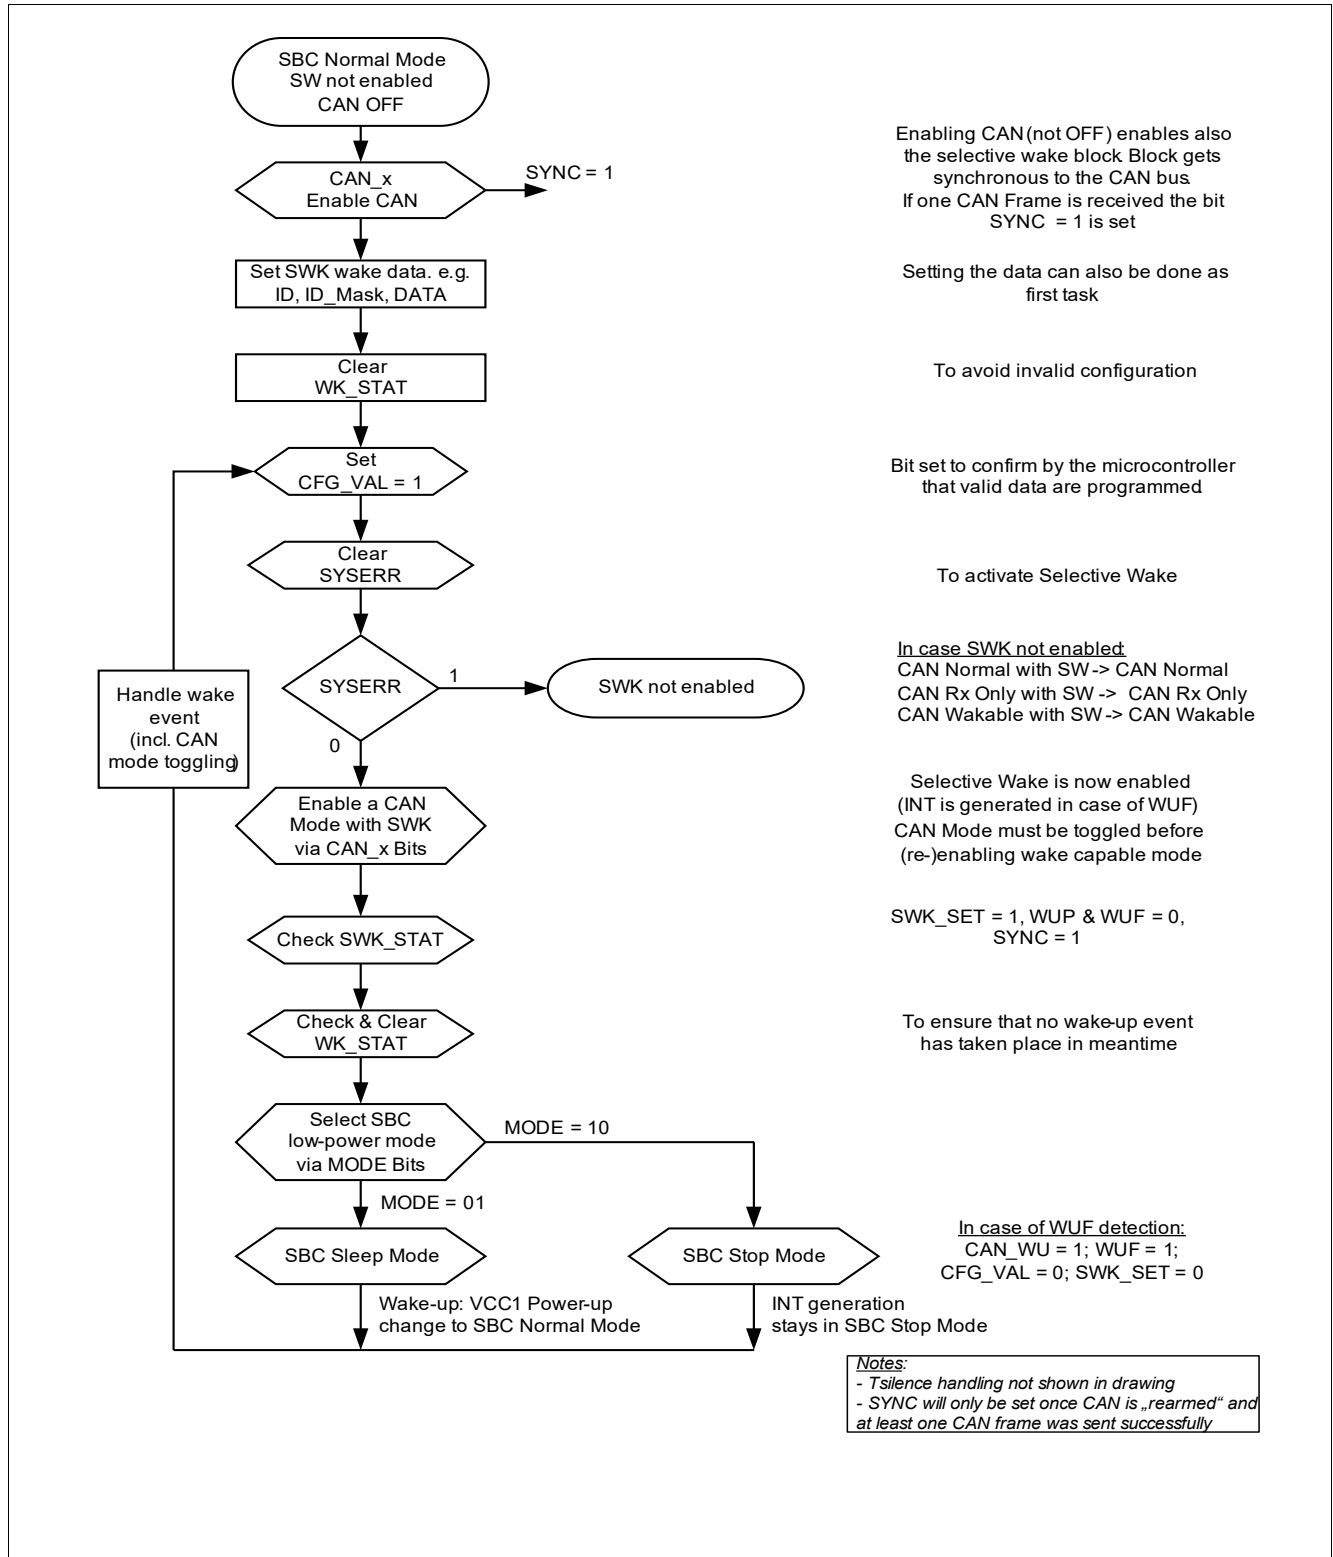 SBC Normal Mode
SW not enabled
CAN OFF
CAN_x
Enable CAN
SYNC = 1
Enabling CAN (not OFF) enables also
the selective wake block. Block gets
synchronous to the CAN bus.
If one CAN Frame is received the bit
SYNC = 1 is set
Set SWK wake data. e.g.
ID, ID_Mask, DATA
Setting the data can also be done as
first task
Clear
WK_STAT
To avoid invalid configuration
Set
CFG_VAL = 1
Bit set to confirm by the microcontroller
that valid data are programmed.
Clear
SYSERR
To activate Selective Wake
SYSERR
1
0
SWK not enabled
In case SWK not enabled:
CAN Normal with SW -> CAN Normal
CAN Rx Only with SW -> CAN Rx Only
CAN Wakable with SW -> CAN Wakable
Handle wake
event
(incl. CAN
mode toggling)
Enable a CAN
Mode with SWK
via CAN_x Bits
Selective Wake is now enabled
(INT is generated in case of WUF)
CAN Mode must be toggled before
(re-)enabling wake capable mode
Check SWK_STAT
SWK_SET = 1, WUP & WUF = 0,
SYNC = 1
Check & Clear
WK_STAT
To ensure that no wake-up event
has taken place in meantime
Select SBC
low-power mode
via MODE Bits
MODE = 10
MODE = 01
SBC Sleep Mode
SBC Stop Mode
In case of WUF detection:
CAN_WU = 1; WUF = 1;
CFG_VAL = 0; SWK_SET = 0
Wake-up: VCC1 Power-up
change to SBC Normal Mode
INT generation
stays in SBC Stop Mode
Notes:
- Tsilence handling not shown in drawing
- SYNC will only be set once CAN is „rearmed“ and
at least one CAN frame was sent successfully